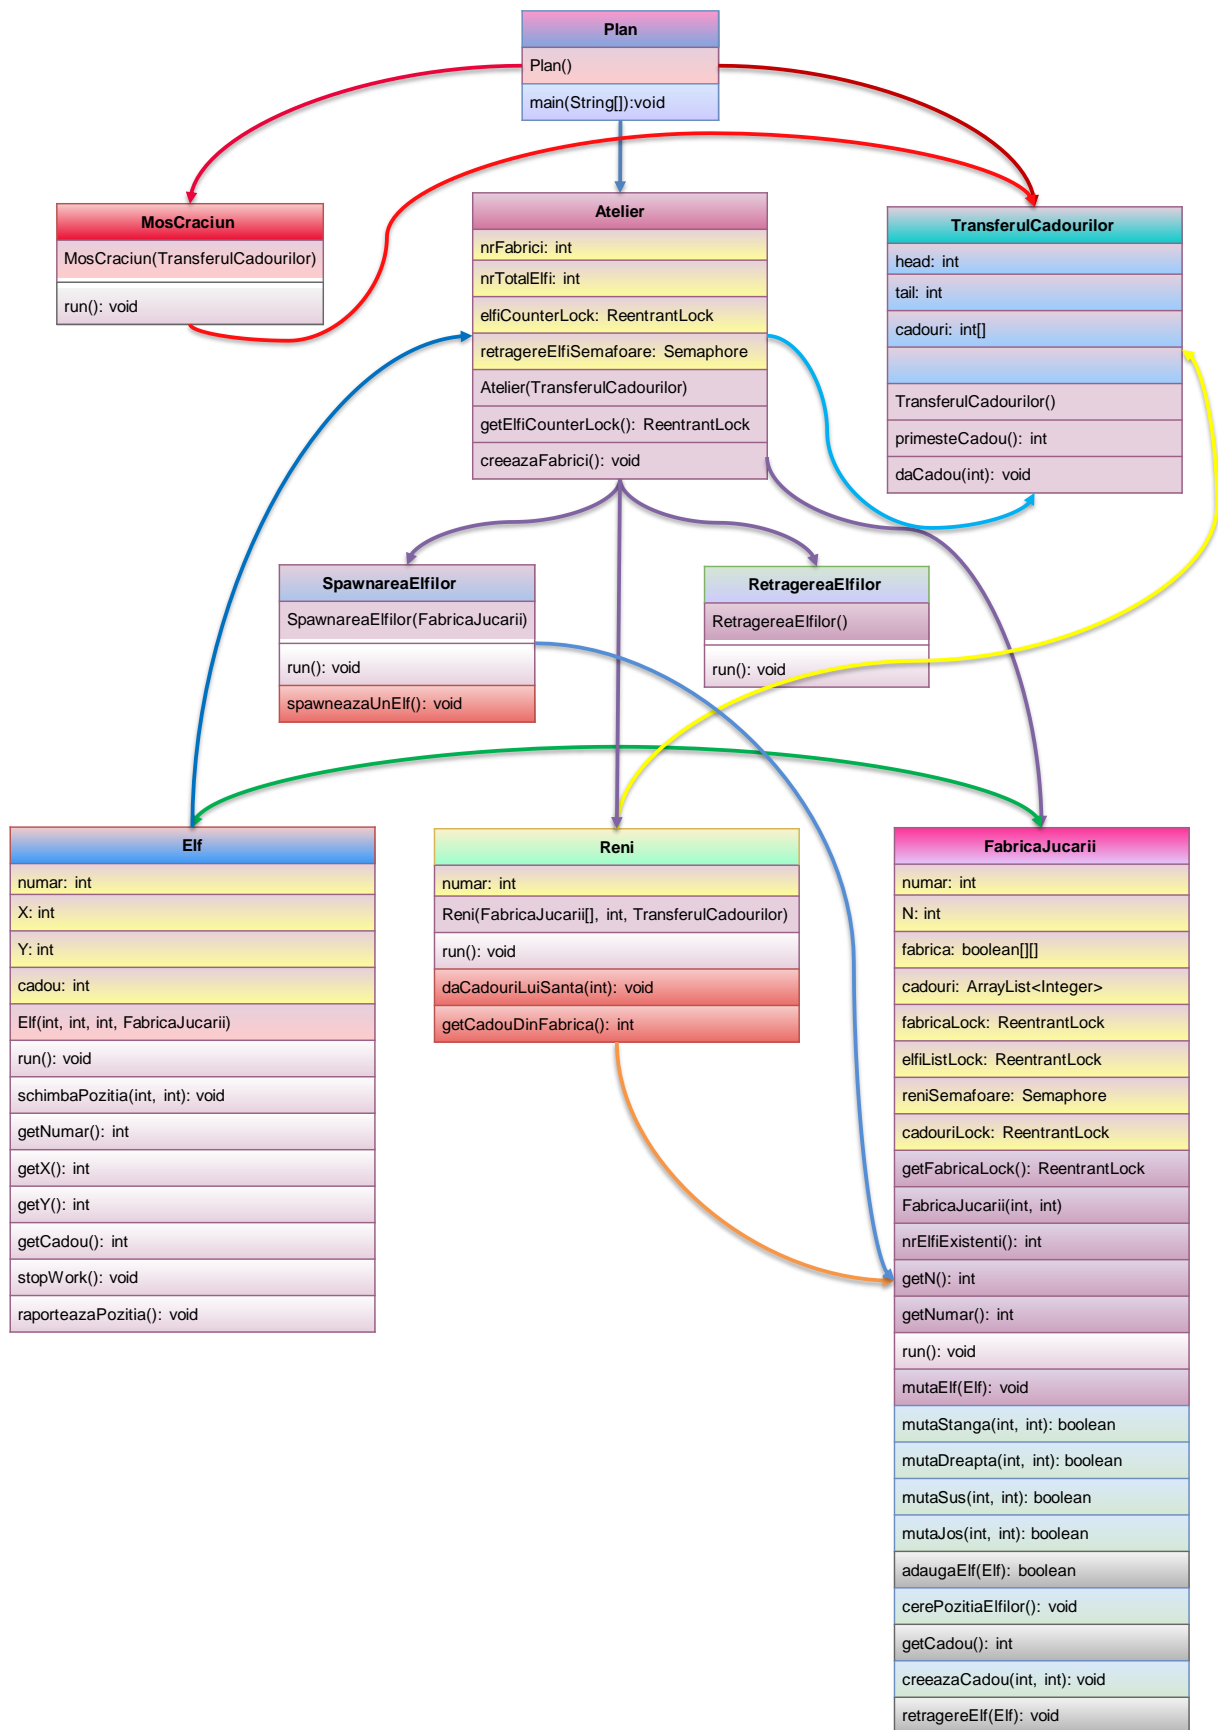 Plan
Plan()
main(String[]):void
MosCraciun
MosCraciun(TransferulCadourilor)
run(): void
Atelier
nrFabrici: int
nrTotalElfi: int
elfiCounterLock: ReentrantLock
retragereElfiSemafoare: Semaphore
Atelier(TransferulCadourilor)
getElfiCounterLock(): ReentrantLock
creeazaFabrici(): void
TransferulCadourilor
head: int
tail: int
cadouri: int[]
TransferulCadourilor()
primesteCadou(): int
daCadou(int): void
SpawnareaElfilor
SpawnareaElfilor(FabricaJucarii)
run(): void
spawneazaUnElf(): void
RetragereaElfilor
RetragereaElfilor()
run(): void
Elf
numar: int
X: int
Y: int
cadou: int
Elf(int, int, int, FabricaJucarii)
run(): void
schimbaPozitia(int, int): void
getNumar(): int
getX(): int
getY(): int
getCadou(): int
stopWork(): void
raporteazaPozitia(): void
Reni
numar: int
Reni(FabricaJucarii[], int, TransferulCadourilor)
run(): void
daCadouriLuiSanta(int): void
getCadouDinFabrica(): int
FabricaJucarii
numar: int
N: int
fabrica: boolean[][]
cadouri: ArrayList<Integer>
fabricaLock: ReentrantLock
elfiListLock: ReentrantLock
reniSemafoare: Semaphore
cadouriLock: ReentrantLock
getFabricaLock(): ReentrantLock
FabricaJucarii(int, int)
nrElfiExistenti(): int
getN(): int
getNumar(): int
run(): void
mutaElf(Elf): void
mutaStanga(int, int): boolean
mutaDreapta(int, int): boolean
mutaSus(int, int): boolean
mutaJos(int, int): boolean
adaugaElf(Elf): boolean
cerePozitiaElfilor(): void
getCadou(): int
creeazaCadou(int, int): void
retragereElf(Elf): void